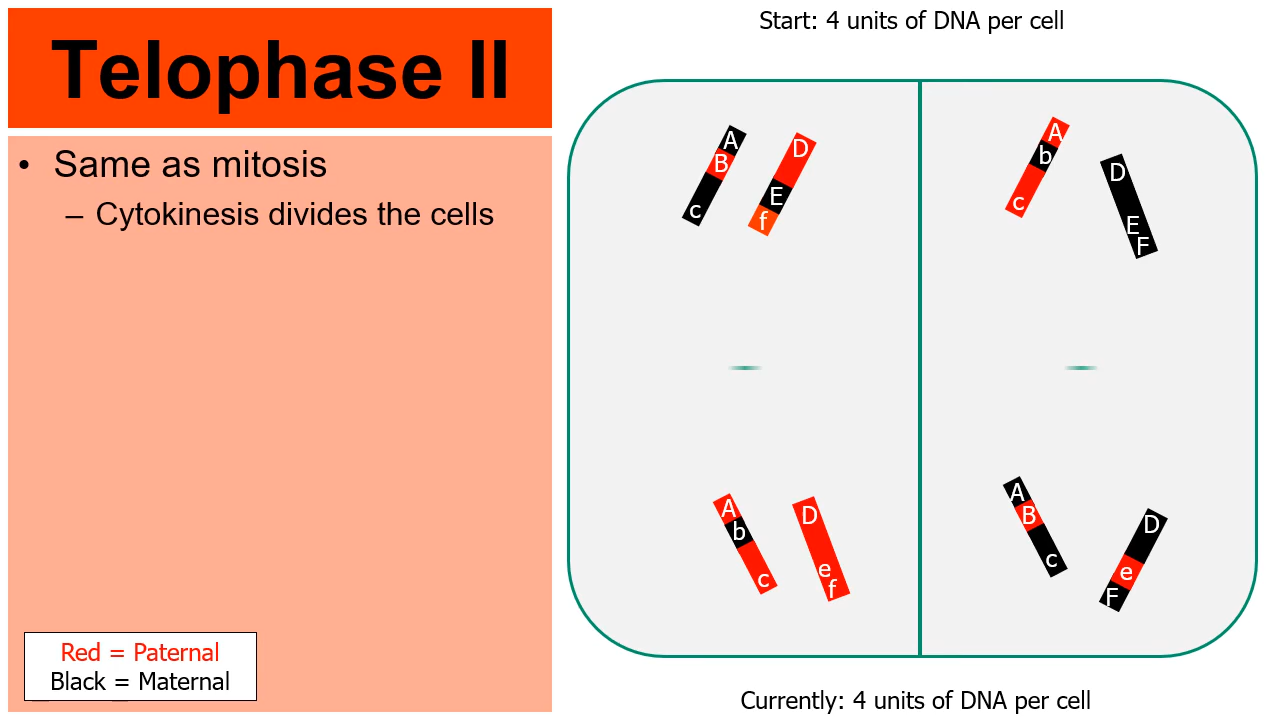 Telophase II
• Same as mitosis
– Cytokinesis divides the cells
Red = Paternal
Black = Maternal
Start: 4 units of DNA per cell
A
B
c
D
E
f
A
b
c
D
E
F
A
b
c
D
e
f
A
B
c
D
e
F
Currently: 4 units of DNA per cell